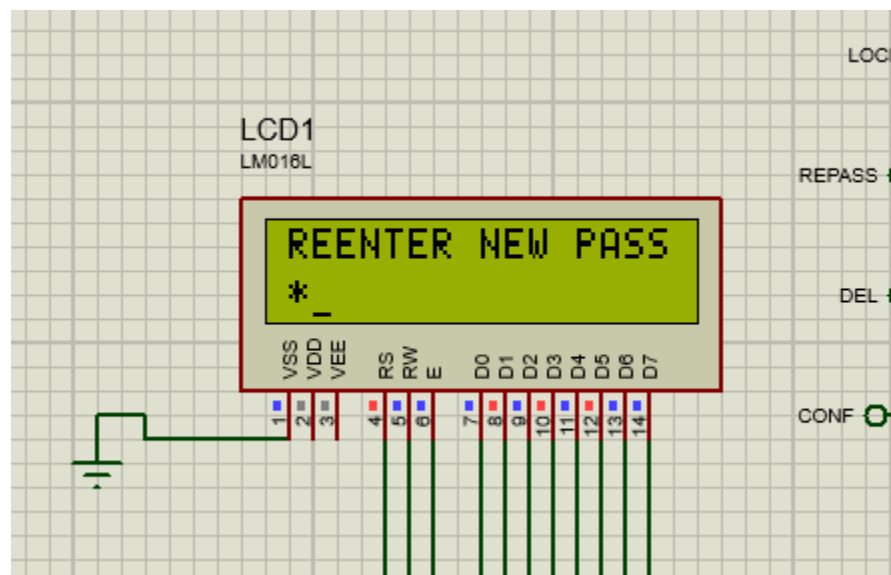 LOC
LCD1
LM016L
REPASS
REENTER NEW PASS
*_
DEL
VSS VDD VEE RS RW E D0 D1 D2 D3 D4 D5 D6 D7
1 2 3 4 5 6 7 8 9 10 11 12 13 14
CONF